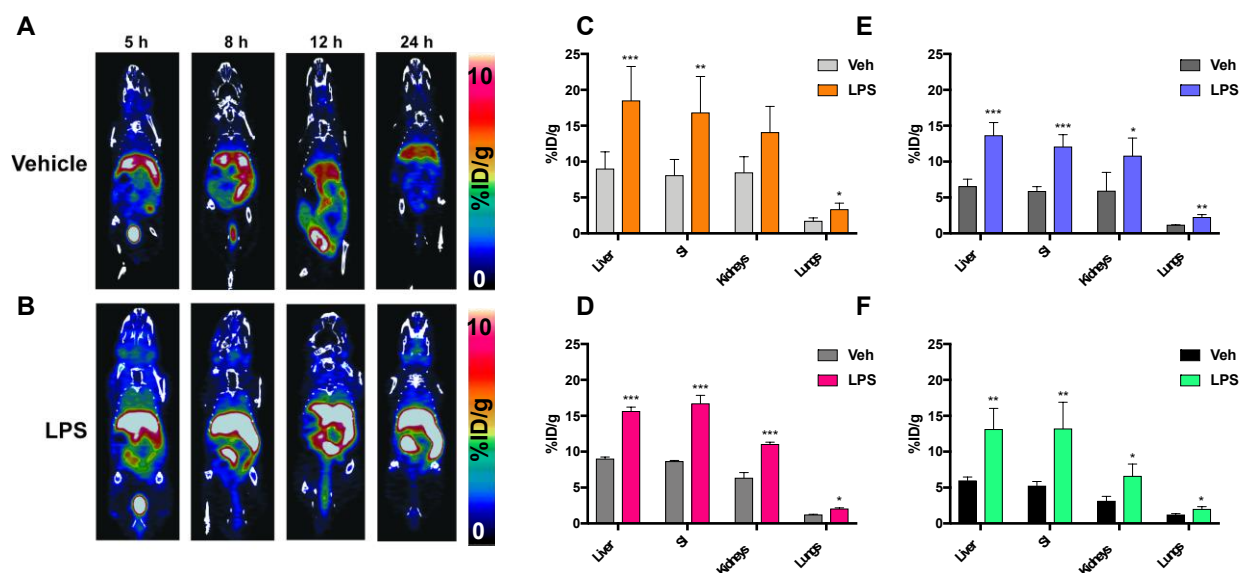 A
5 h 8 h 12 h 24 h
Vehicle
10
%ID/g
0
B
LPS
10
%ID/g
0
C
25
20
15
10
5
0
%ID/g
Veh
LPS
***
**
*
Liver SI Kidneys Lungs
D
25
20
15
10
5
0
%ID/g
Veh
LPS
***
***
***
*
Liver SI Kidneys Lungs
E
25
20
15
10
5
0
%ID/g
Veh
LPS
***
***
*
**
Liver SI Kidneys Lungs
F
25
20
15
10
5
0
%ID/g
Veh
LPS
**
**
*
*
Liver SI Kidneys Lungs